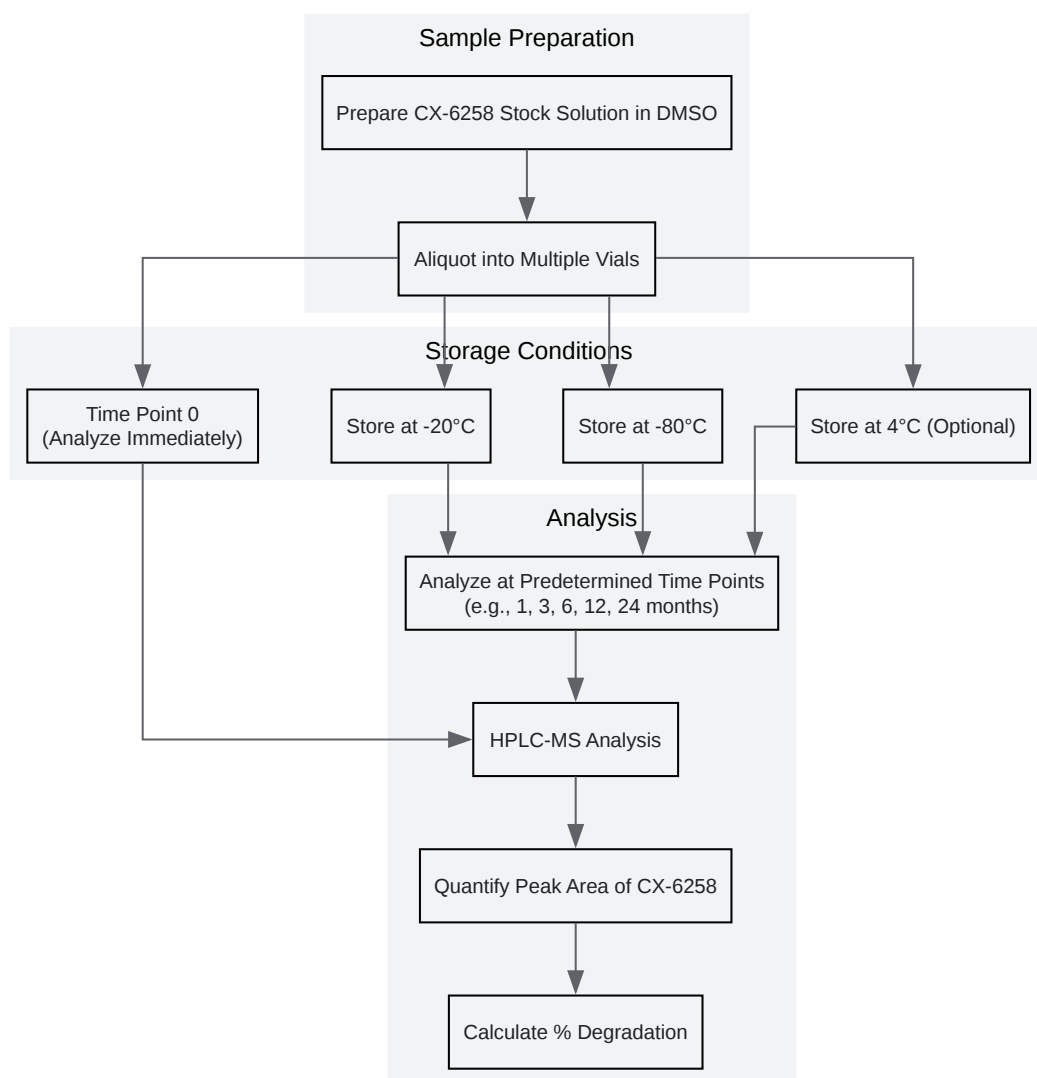 Sample Preparation
Prepare CX-6258 Stock Solution in DMSO
Aliquot into Multiple Vials
Storage Conditions
Time Point 0
(Analyze Immediately)
Store at -20°C
Store at -80°C
Store at 4°C (Optional)
Analysis
Analyze at Predetermined Time Points
(e.g., 1, 3, 6, 12, 24 months)
HPLC-MS Analysis
Quantify Peak Area of CX-6258
Calculate % Degradation